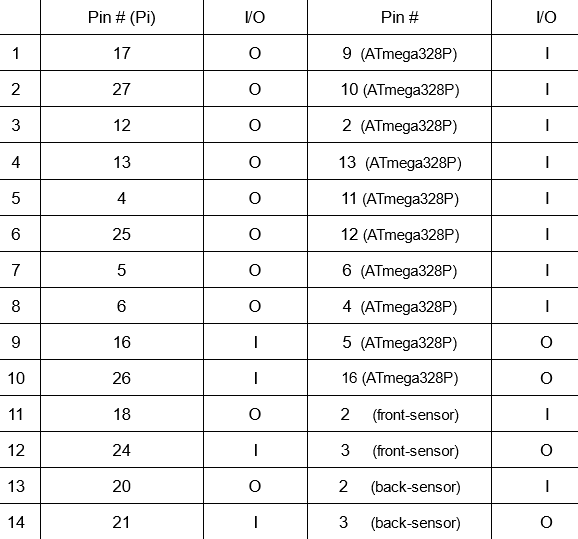 Pin # (Pi) I/O Pin # I/O
1 17 O 9 (ATmega328P) I
2 27 O 10 (ATmega328P) I
3 12 O 2 (ATmega328P) I
4 13 O 13 (ATmega328P) I
5 4 O 11 (ATmega328P) I
6 25 O 12 (ATmega328P) I
7 5 O 6 (ATmega328P) I
8 6 O 4 (ATmega328P) I
9 16 I 5 (ATmega328P) O
10 26 I 16 (ATmega328P) O
11 18 O 2 (front-sensor) I
12 24 I 3 (front-sensor) O
13 20 O 2 (back-sensor) I
14 21 I 3 (back-sensor) O